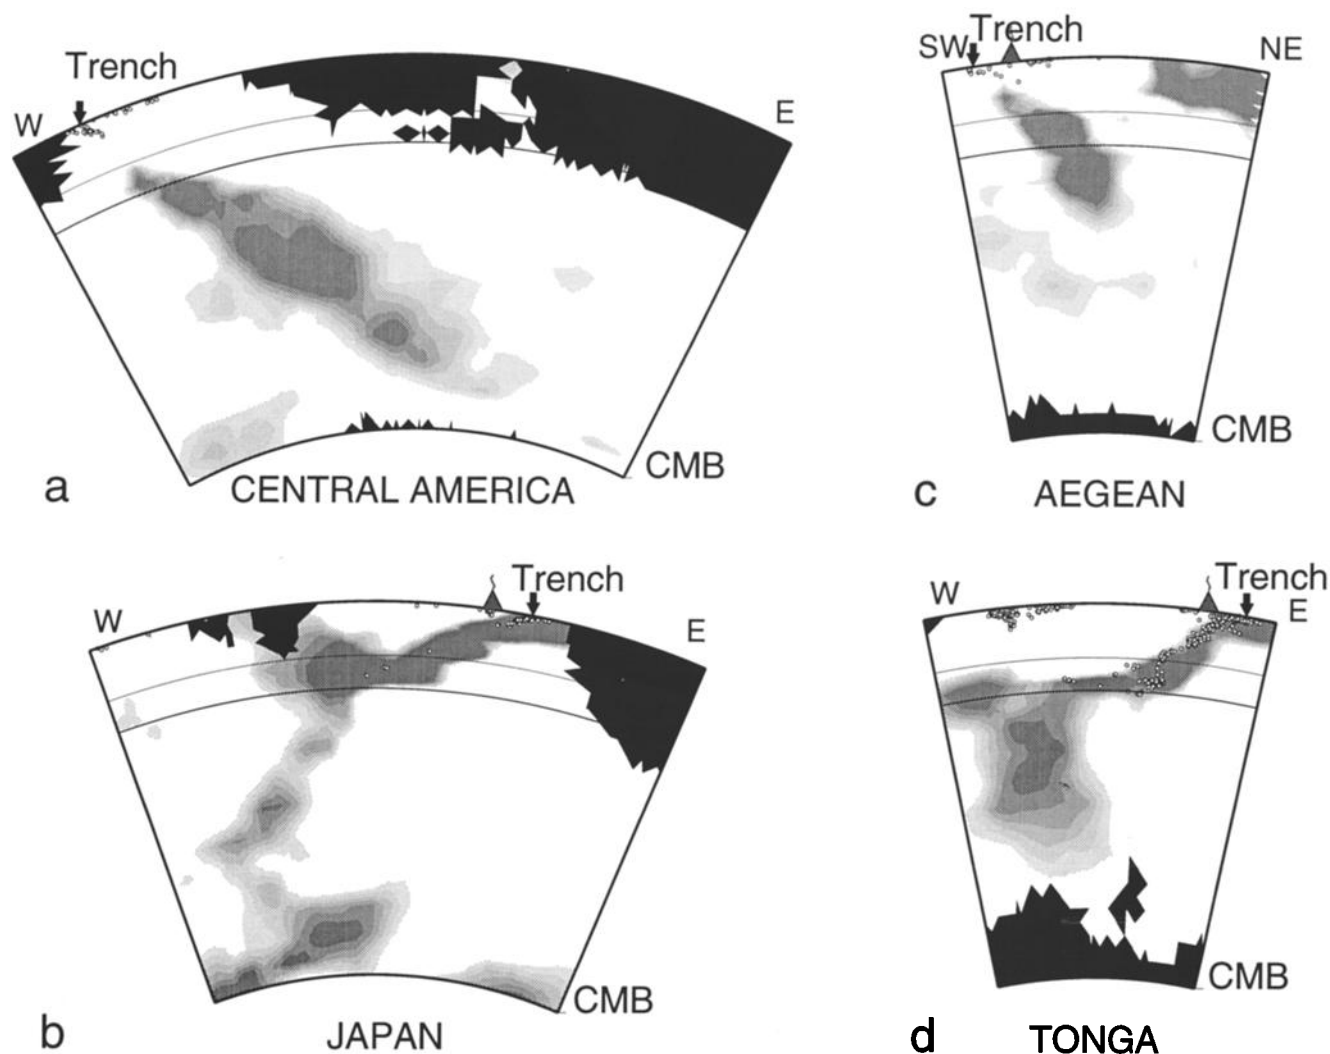 Trench
W
E
CMB
a
CENTRAL AMERICA
Trench
SW
NE
CMB
c
AEGEAN
Trench
W
E
CMB
b
JAPAN
Trench
W
E
CMB
d
TONGA